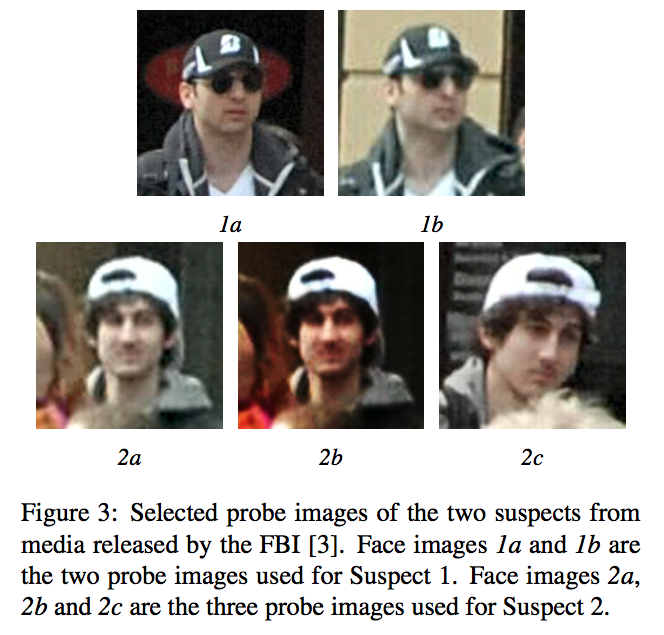 1a 1b
2a 2b 2c
Figure 3: Selected probe images of the two suspects from
media released by the FBI [3]. Face images 1a and 1b are
the two probe images used for Suspect 1. Face images 2a,
2b and 2c are the three probe images used for Suspect 2.